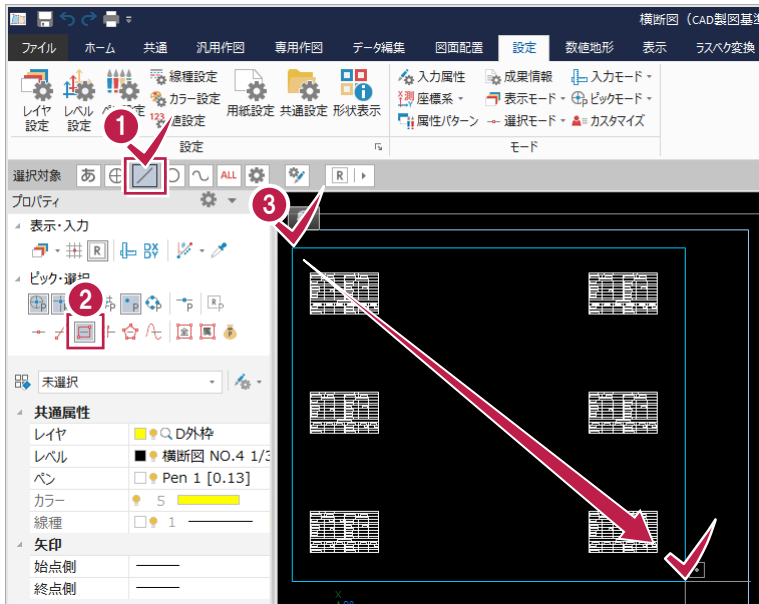 横断図（CAD製図基準
ファイル ホーム 共通 汎用作図 専用作図 データ編集 図面配置 設定 数値地形 表示 ラスベク変換
線種設定 入力属性 成果情報 入力モード
カラー設定 座標系 表示モード ピックモード
レイヤ設定 レベル設定 用紙設定 共通設定 形状表示 属性パターン 選択モード カスタマイズ
1
設定 モード
選択対象 あ ALL R
プロパティ
3
表示・入力
R
ピック・選択
2
未選択
共通属性
レイヤ D外枠
レベル 横断図 NO.4 1/3
ペン Pen 1 [0.13]
カラー 5
線種 1
矢印
始点側
終点側
X